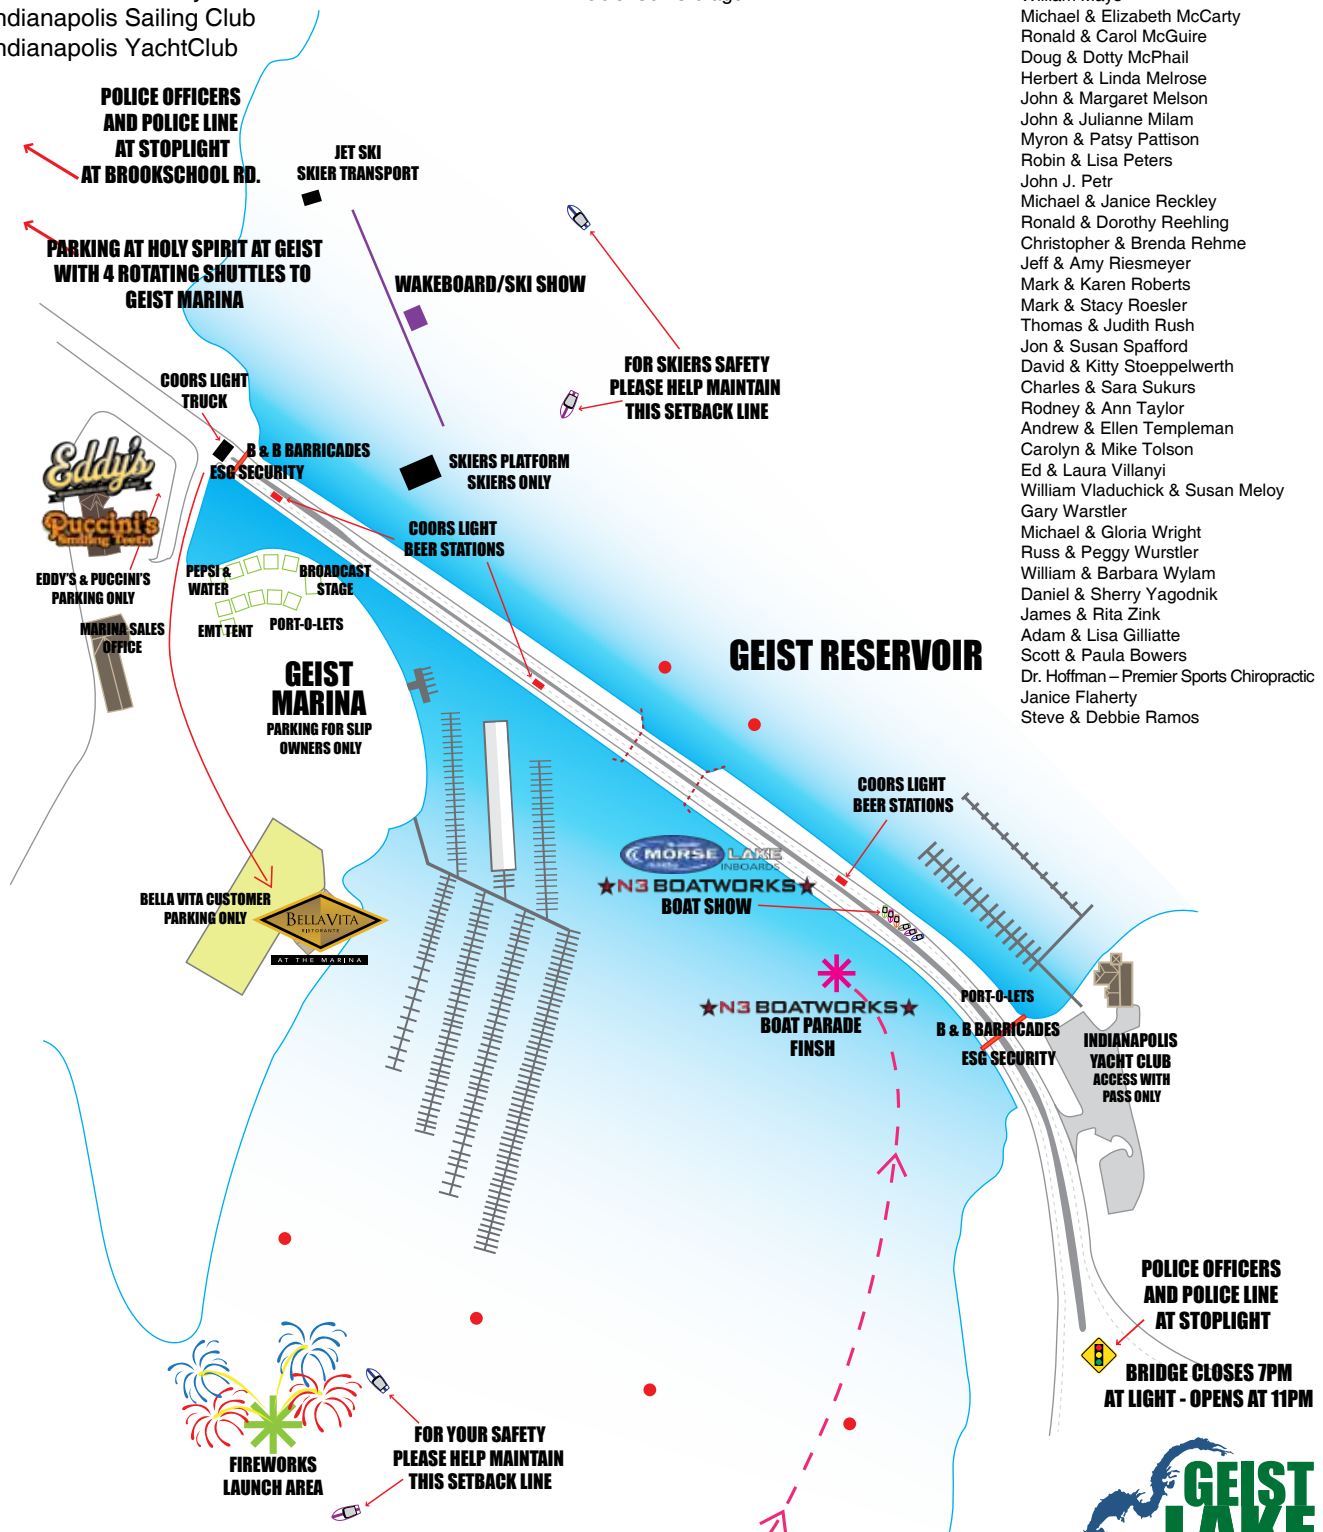 ndianapolis Sailing Club
ndianapolis YachtClub
POLICE OFFICERS
AND POLICE LINE
AT STOPLIGHT
AT BROOKSCHOOL RD.
JET SKI
SKIER TRANSPORT
PARKING AT HOLY SPIRIT AT GEIST
WITH 4 ROTATING SHUTTLES TO
GEIST MARINA
WAKEBOARD/SKI SHOW
FOR SKIERS SAFETY
PLEASE HELP MAINTAIN
THIS SETBACK LINE
COORS LIGHT
TRUCK
B & B BARRICADES
ESG SECURITY
SKIERS PLATFORM
SKIERS ONLY
Eddy's
Puccini's
Smiling Teeth
EDDY'S & PUCCINI'S
PARKING ONLY
COORS LIGHT
BEER STATIONS
PEPSI &
WATER
BROADCAST
STAGE
EMT TENT
PORT-O-LETS
MARINA SALES
OFFICE
GEIST
MARINA
PARKING FOR SLIP
OWNERS ONLY
GEIST RESERVOIR
COORS LIGHT
BEER STATIONS
MORSE LAKE
INBOARDS
N3 BOATWORKS
BOAT SHOW
BELLA VITA CUSTOMER
PARKING ONLY
BELLAVITA
RISTORANTE
AT THE MARINA
N3 BOATWORKS
BOAT PARADE
FINSH
PORT-O-LETS
B & B BARRICADES
ESG SECURITY
INDIANAPOLIS
YACHT CLUB
ACCESS WITH
PASS ONLY
POLICE OFFICERS
AND POLICE LINE
AT STOPLIGHT
BRIDGE CLOSES 7PM
AT LIGHT - OPENS AT 11PM
FIREWORKS
LAUNCH AREA
FOR YOUR SAFETY
PLEASE HELP MAINTAIN
THIS SETBACK LINE
GEIST
LAKE
Michael & Elizabeth McCarty
Ronald & Carol McGuire
Doug & Dotty McPhail
Herbert & Linda Melrose
John & Margaret Melson
John & Julianne Milam
Myron & Patsy Pattison
Robin & Lisa Peters
John J. Petr
Michael & Janice Reckley
Ronald & Dorothy Reehling
Christopher & Brenda Rehme
Jeff & Amy Riesmeyer
Mark & Karen Roberts
Mark & Stacy Roesler
Thomas & Judith Rush
Jon & Susan Spafford
David & Kitty Stoeppelwerth
Charles & Sara Sukurs
Rodney & Ann Taylor
Andrew & Ellen Templeman
Carolyn & Mike Tolson
Ed & Laura Villanyi
William Vladuchick & Susan Meloy
Gary Warstler
Michael & Gloria Wright
Russ & Peggy Wurstler
William & Barbara Wylam
Daniel & Sherry Yagodnik
James & Rita Zink
Adam & Lisa Gilliatte
Scott & Paula Bowers
Dr. Hoffman – Premier Sports Chiropractic
Janice Flaherty
Steve & Debbie Ramos